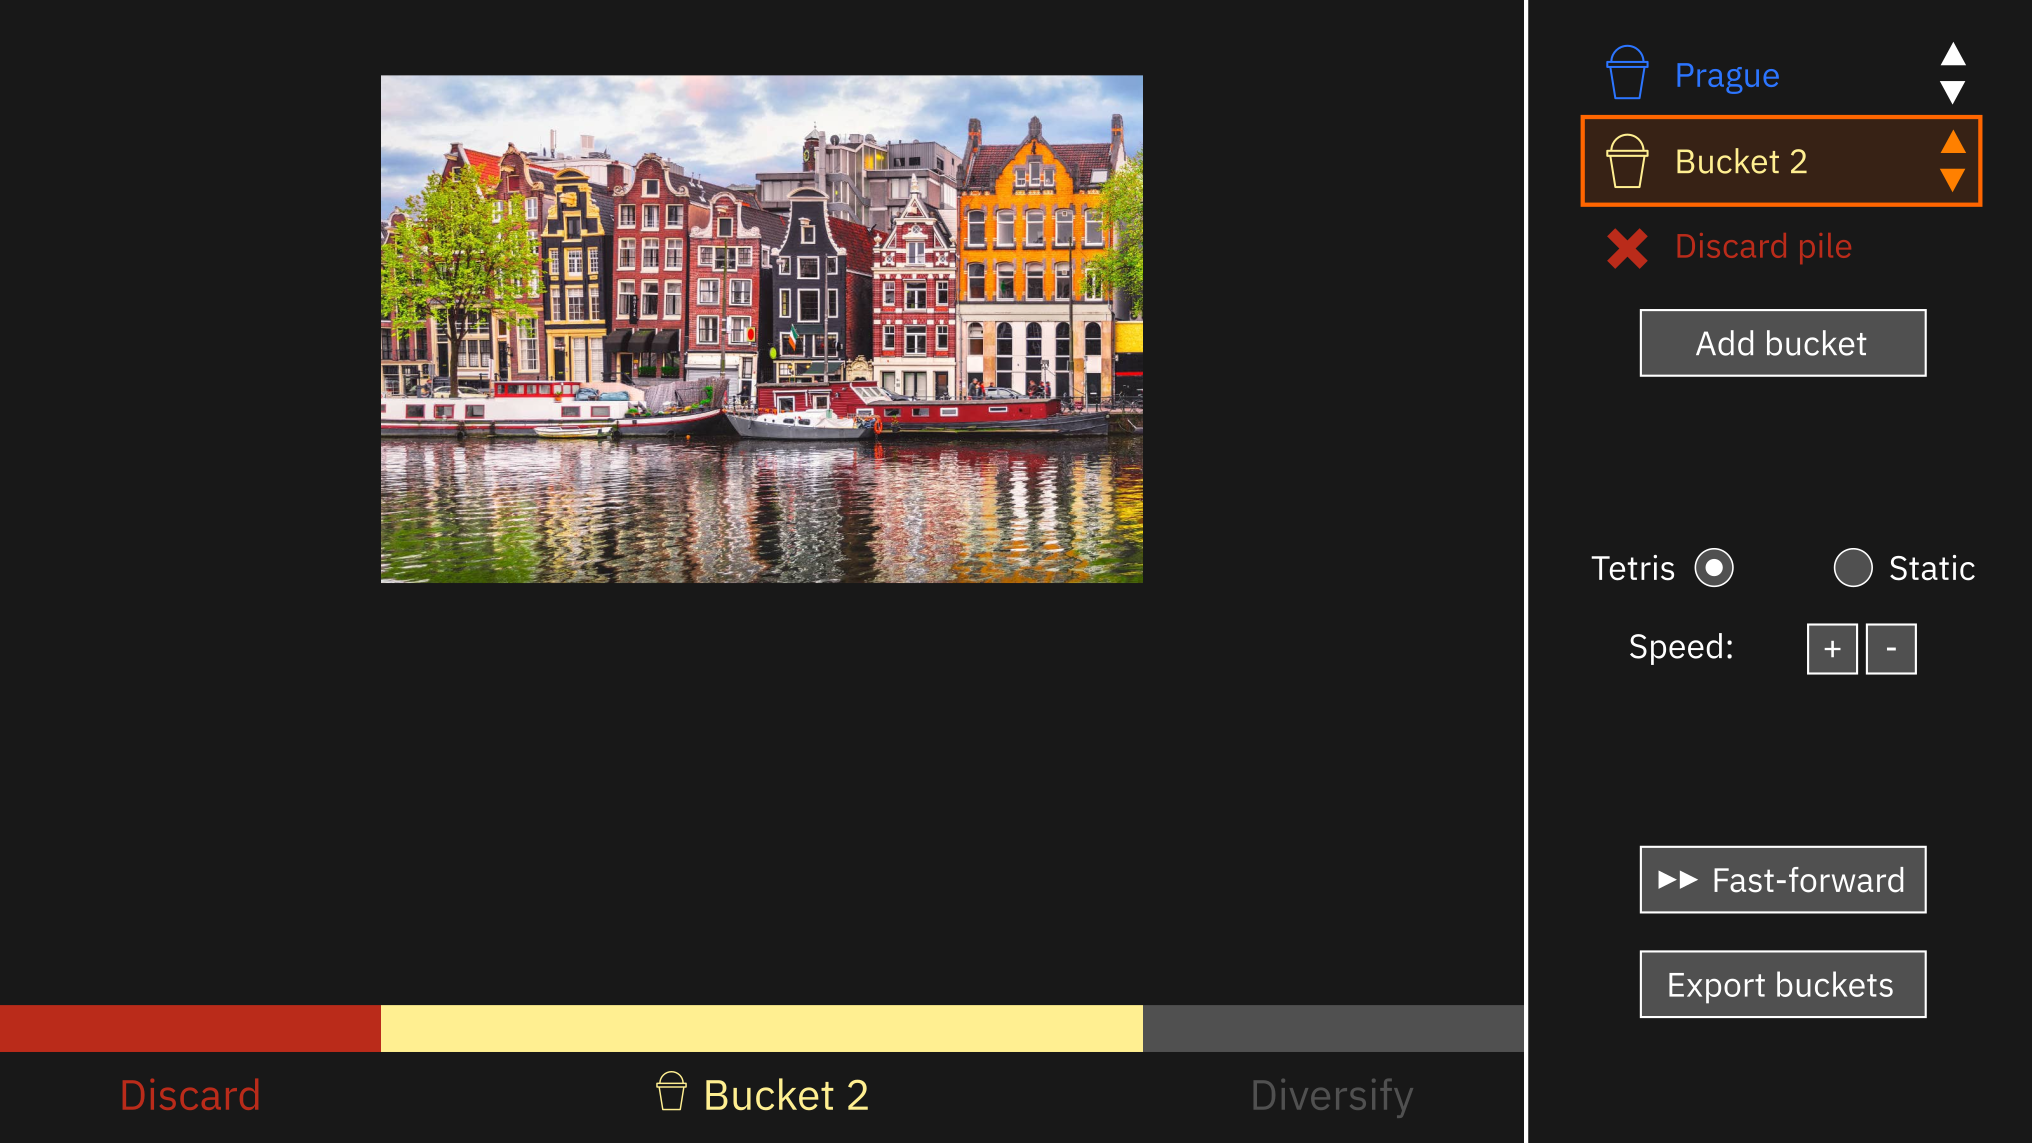 Prague
Bucket 2
Discard pile
Add bucket
Tetris
Static
Speed:
+
-
Fast-forward
Export buckets
Discard
Bucket 2
Diversify